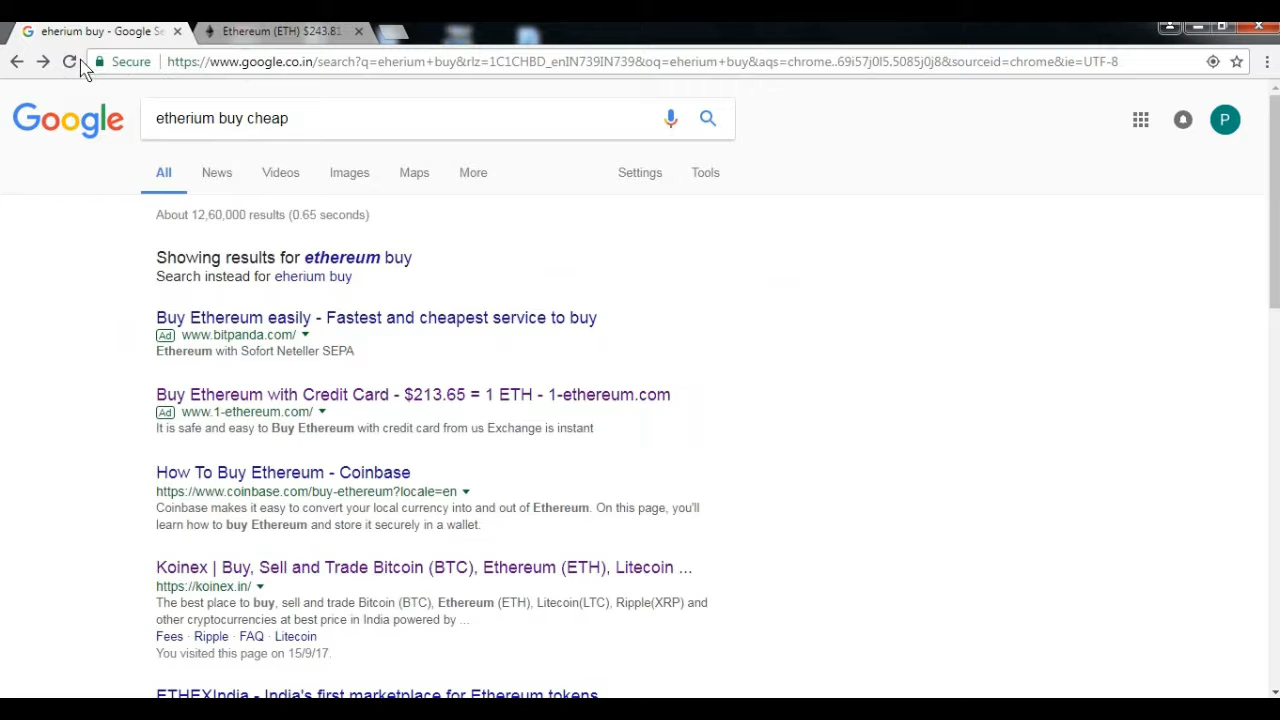 eherium buy - Google Se
Ethereum (ETH) $243.81
Secure
https://www.google.co.in/search?q=eherium+buy&rlz=1C1CHBD_enIN739IN739&oq=eherium+buy&aqs=chrome..69i57j0l5.5085j0j8&sourceid=chrome&ie=UTF-8
Google
etherium buy cheap
P
All News Videos Images Maps More Settings Tools
About 12,60,000 results (0.65 seconds)
Showing results for ethereum buy
Search instead for eherium buy
Buy Ethereum easily - Fastest and cheapest service to buy
Ad www.bitpanda.com/
Ethereum with Sofort Neteller SEPA
Buy Ethereum with Credit Card - $213.65 = 1 ETH - 1-ethereum.com
Ad www.1-ethereum.com/
It is safe and easy to Buy Ethereum with credit card from us Exchange is instant
How To Buy Ethereum - Coinbase
https://www.coinbase.com/buy-ethereum?locale=en
Coinbase makes it easy to convert your local currency into and out of Ethereum. On this page, you'll
learn how to buy Ethereum and store it securely in a wallet.
Koinex | Buy, Sell and Trade Bitcoin (BTC), Ethereum (ETH), Litecoin ...
https://koinex.in/
The best place to buy, sell and trade Bitcoin (BTC), Ethereum (ETH), Litecoin(LTC), Ripple(XRP) and
other cryptocurrencies at best price in India powered by ...
Fees · Ripple · FAQ · Litecoin
You visited this page on 15/9/17.
ETHEXIndia - India's first marketplace for Ethereum tokens